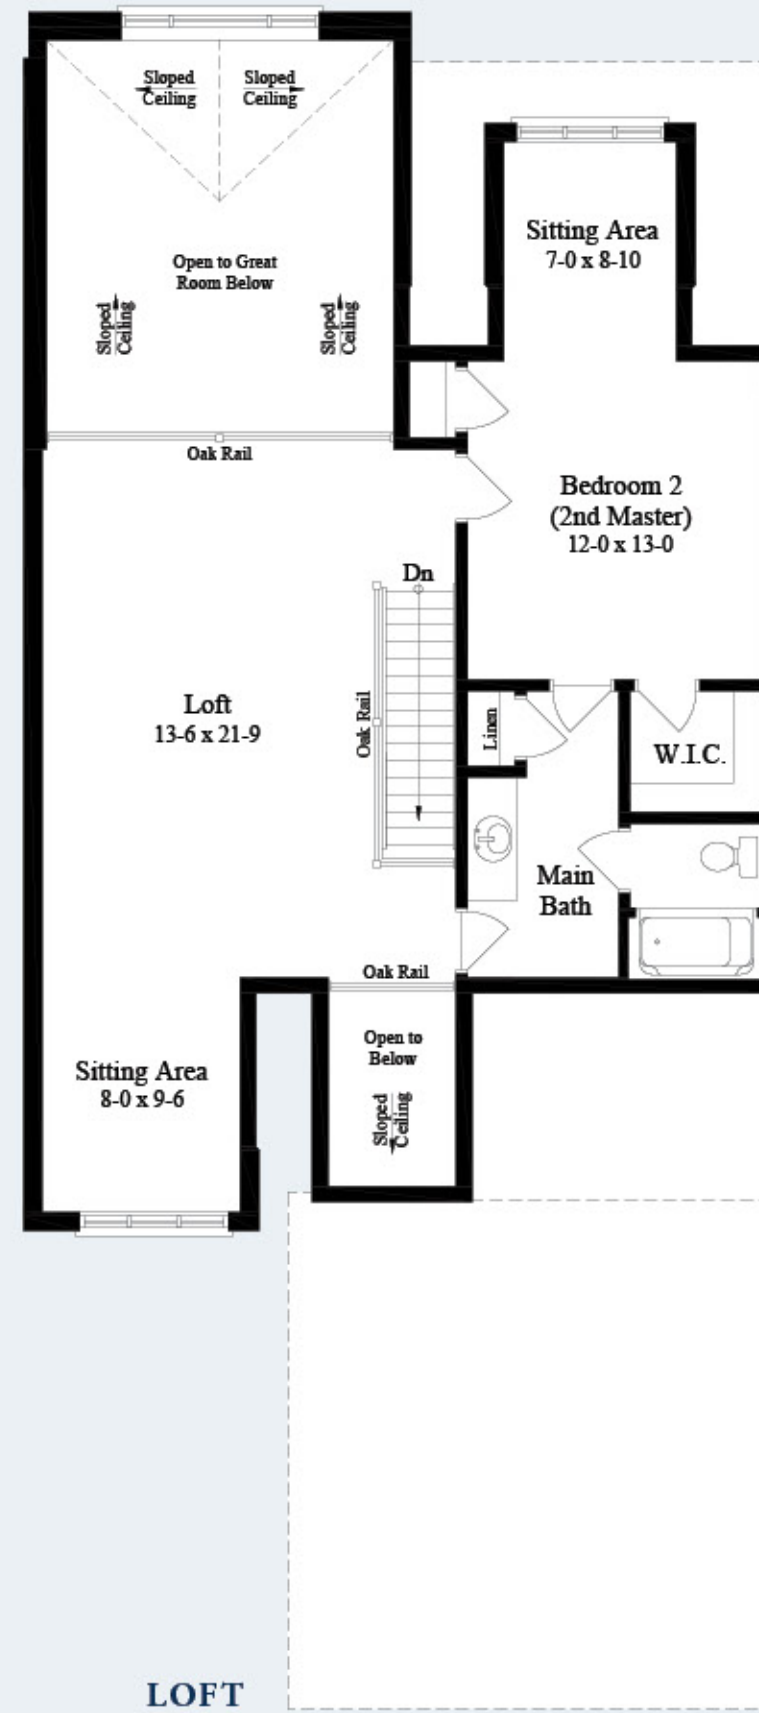 Sloped
Ceiling
Sloped
Ceiling
Sitting Area
7-0 x 8-10
Open to Great
Room Below
Sloped
Ceiling
Sloped
Ceiling
Oak Rail
Bedroom 2
(2nd Master)
12-0 x 13-0
Dn
Loft
13-6 x 21-9
Oak Rail
Linen
W.I.C.
Main
Bath
Oak Rail
Open to
Below
Sitting Area
8-0 x 9-6
Sloped
Ceiling
LOFT